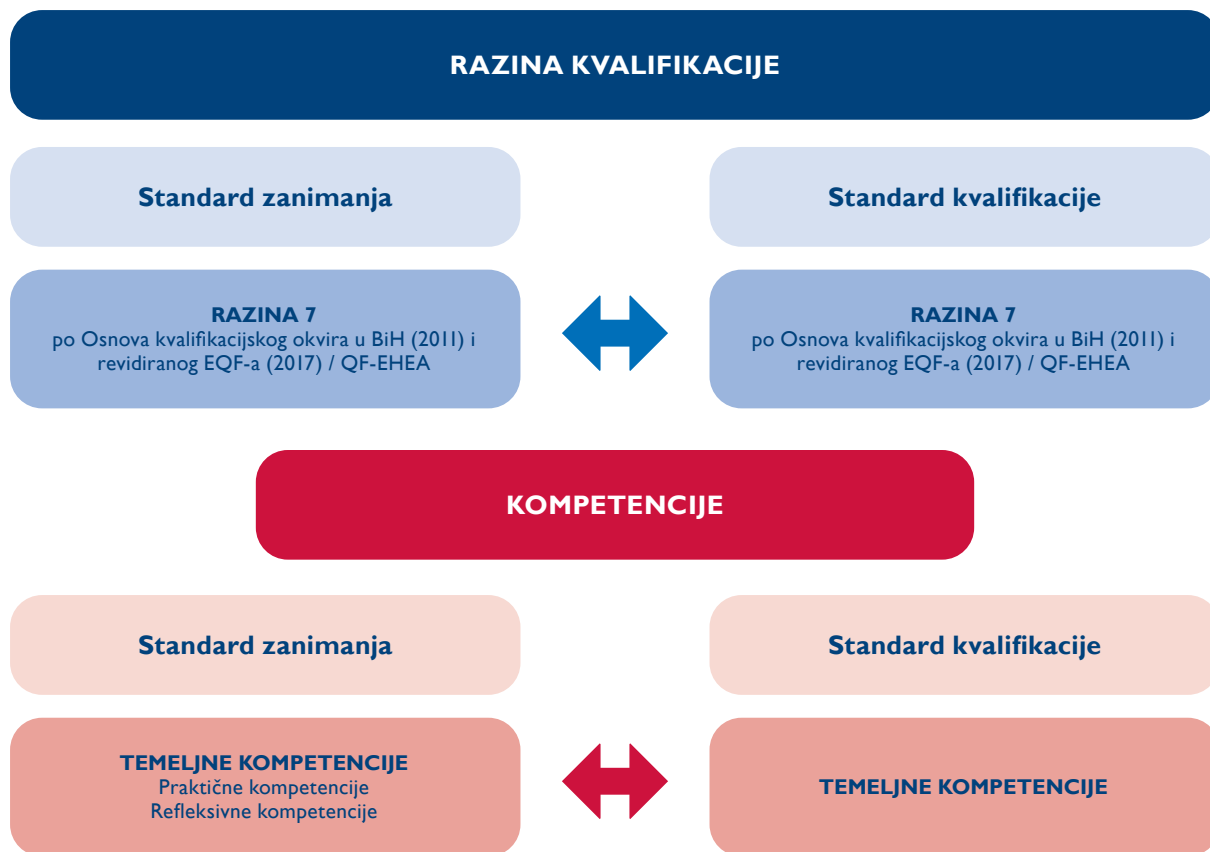 RAZINA KVALIFIKACIJE
Standard zanimanja
Standard kvalifikacije
RAZINA 7
po Osnova kvalifikacijskog okvira u BiH (2011) i
revidiranog EQF-a (2017) / QF-EHEA
RAZINA 7
po Osnova kvalifikacijskog okvira u BiH (2011) i
revidiranog EQF-a (2017) / QF-EHEA
KOMPETENCIJE
Standard zanimanja
Standard kvalifikacije
TEMELJNE KOMPETENCIJE
Praktične kompetencije
Refleksivne kompetencije
TEMELJNE KOMPETENCIJE